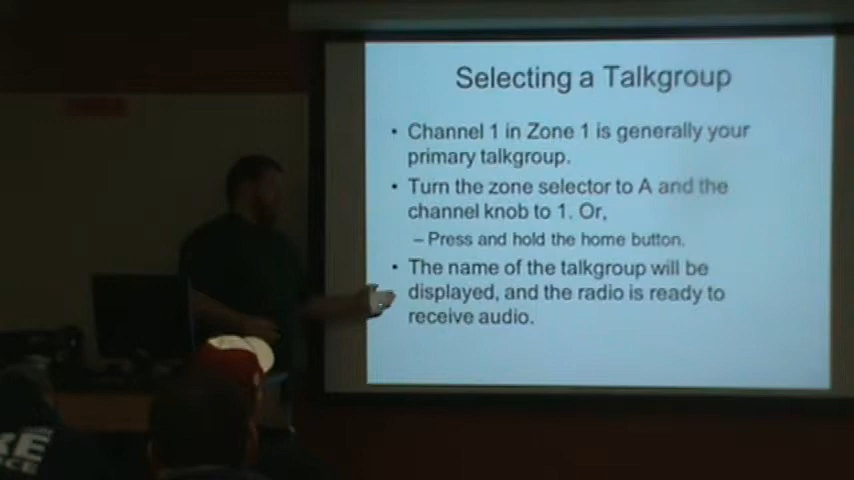 Selecting a Talkgroup
• Channel 1 in Zone 1 is generally your
primary talkgroup.
• Turn the zone selector to A and the
channel knob to 1. Or,
– Press and hold the home button.
• The name of the talkgroup will be
displayed, and the radio is ready to
receive audio.